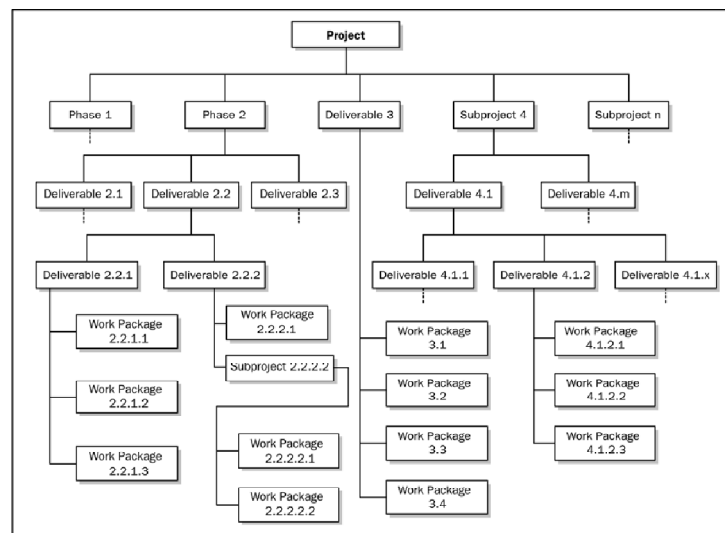 Project
Phase 1
Phase 2
Deliverable 3
Subproject 4
Subproject n
Deliverable 2.1
Deliverable 2.2
Deliverable 2.3
Deliverable 4.1
Deliverable 4.m
Deliverable 2.2.1
Deliverable 2.2.2
Deliverable 4.1.1
Deliverable 4.1.2
Deliverable 4.1.x
Work Package
2.2.1.1
Work Package
2.2.1.2
Work Package
2.2.1.3
Work Package
2.2.2.1
Subproject 2.2.2.2
Work Package
2.2.2.2.1
Work Package
2.2.2.2.2
Work Package
3.1
Work Package
3.2
Work Package
3.3
Work Package
3.4
Work Package
4.1.2.1
Work Package
4.1.2.2
Work Package
4.1.2.3